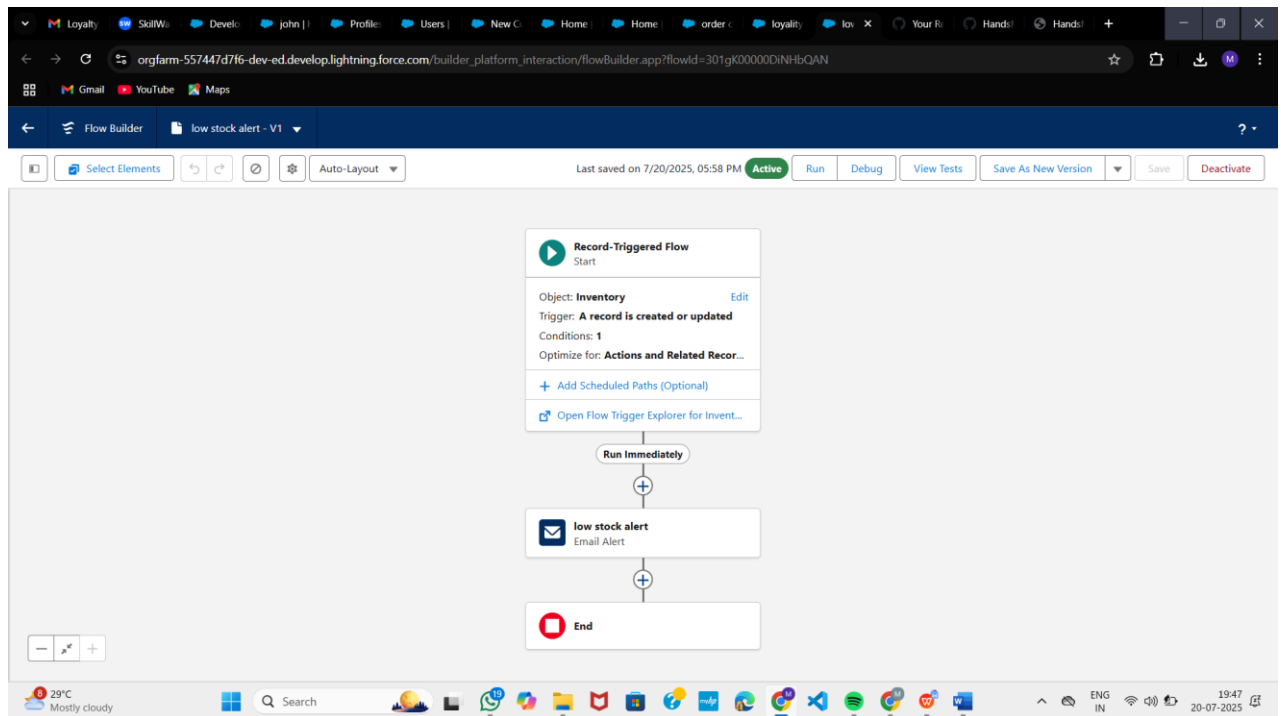 Loyalty
SkillWa
Develo
john |
Profile
Users |
New C
Home |
Home |
order c
loyality
lov
Your R
Hands
Hands
orgfarm-557447d7f6-dev-ed.develop.lightning.force.com/builder_platform_interaction/flowBuilder.app?flowId=301gK00000DiNHbQAN
M
Gmail
YouTube
Maps
Flow Builder
low stock alert - V1
?
Select Elements
Auto-Layout
Last saved on 7/20/2025, 05:58 PM
Active
Run
Debug
View Tests
Save As New Version
Save
Deactivate
Record-Triggered Flow
Start
Object: Inventory
Edit
Trigger: A record is created or updated
Conditions: 1
Optimize for: Actions and Related Recor...
Add Scheduled Paths (Optional)
Open Flow Trigger Explorer for Invent...
Run Immediately
low stock alert
Email Alert
End
8
29°C
Mostly cloudy
Search
19
ENG
IN
19:47
20-07-2025